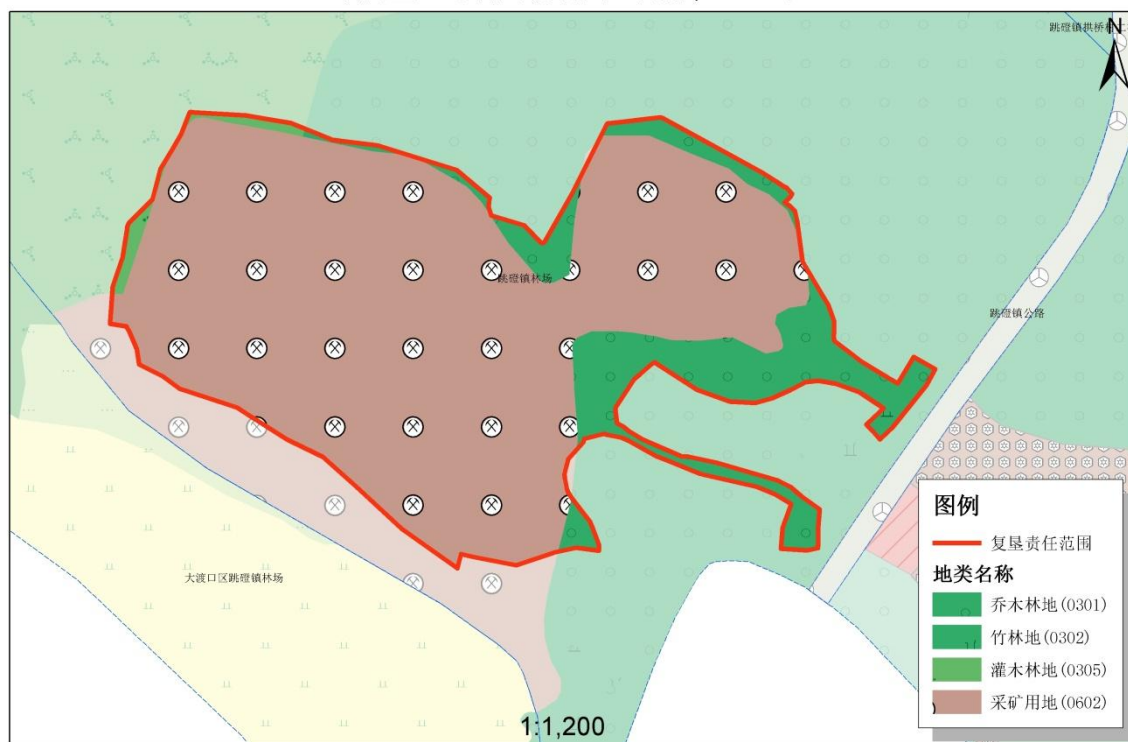 跳磴镇拱桥村二
N
跳磴镇林场
跳磴镇公路
大渡口区跳磴镇林场
图例
复垦责任范围
地类名称
乔木林地(0301)
竹林地(0302)
灌木林地(0305)
采矿用地(0602)
1:1,200